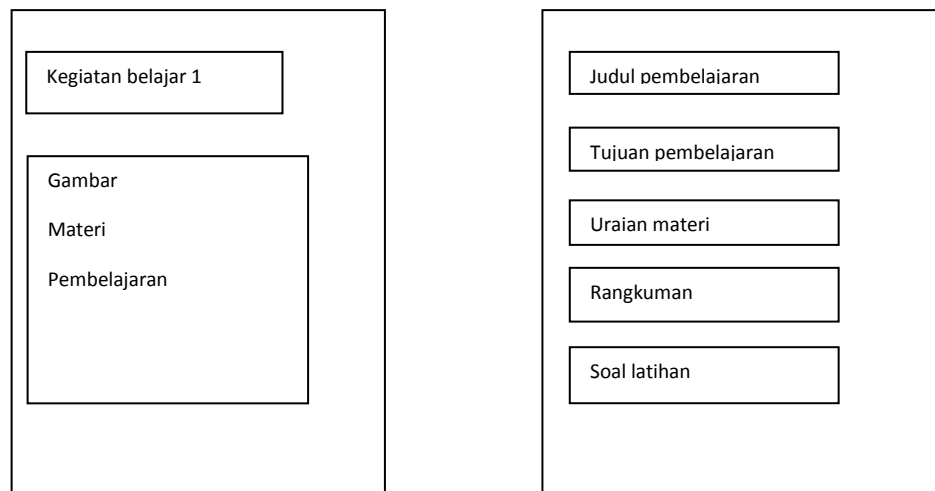 Kegiatan belajar 1
Gambar
Materi
Pembelajaran
Judul pembelajaran
Tujuan pembelajaran
Uraian materi
Rangkuman
Soal latihan